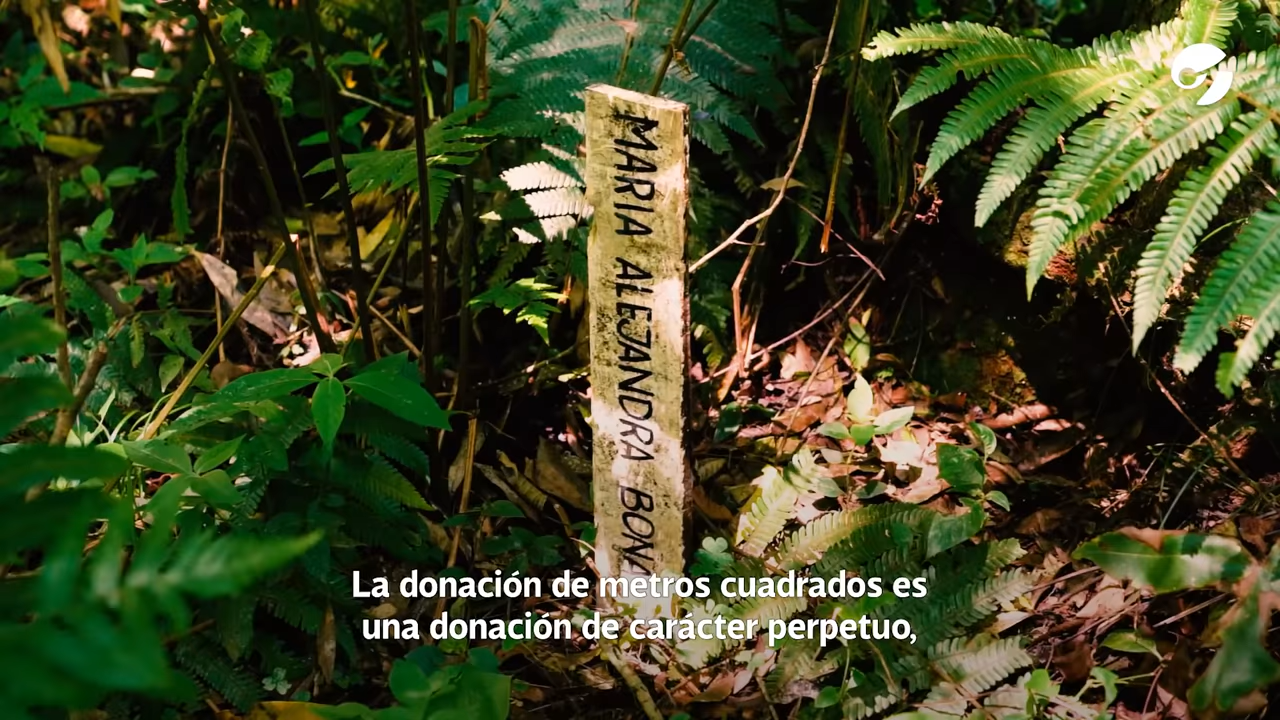 MARIA ALEJANDRA
La donación de metros cuadrados es
una donación de carácter perpetuo,